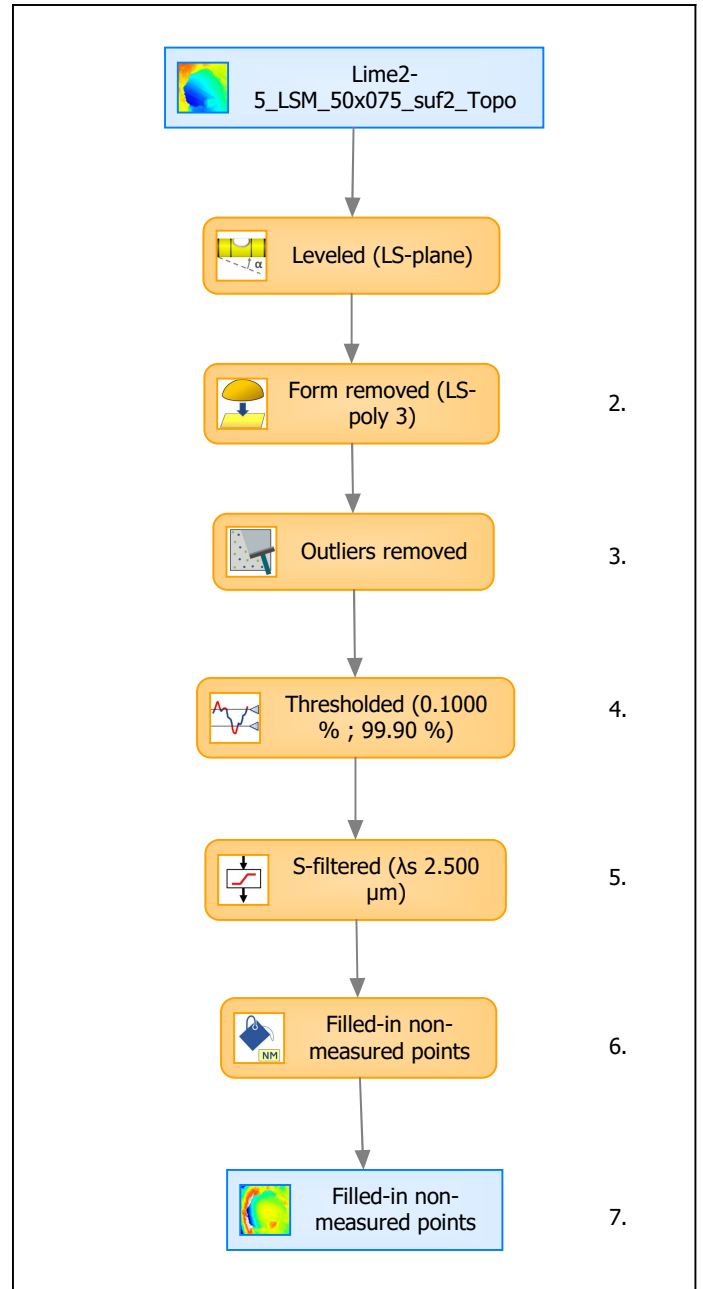 Lime2-
5_LSM_50x075_suf2_Topo
α
Leveled (LS-plane)
Form removed (LS-
poly 3)
2.
Outliers removed
3.
Thresholded (0.1000
% ; 99.90 %)
4.
S-filtered (λs 2.500
µm)
5.
NM
Filled-in non-
measured points
6.
Filled-in non-
measured points
7.